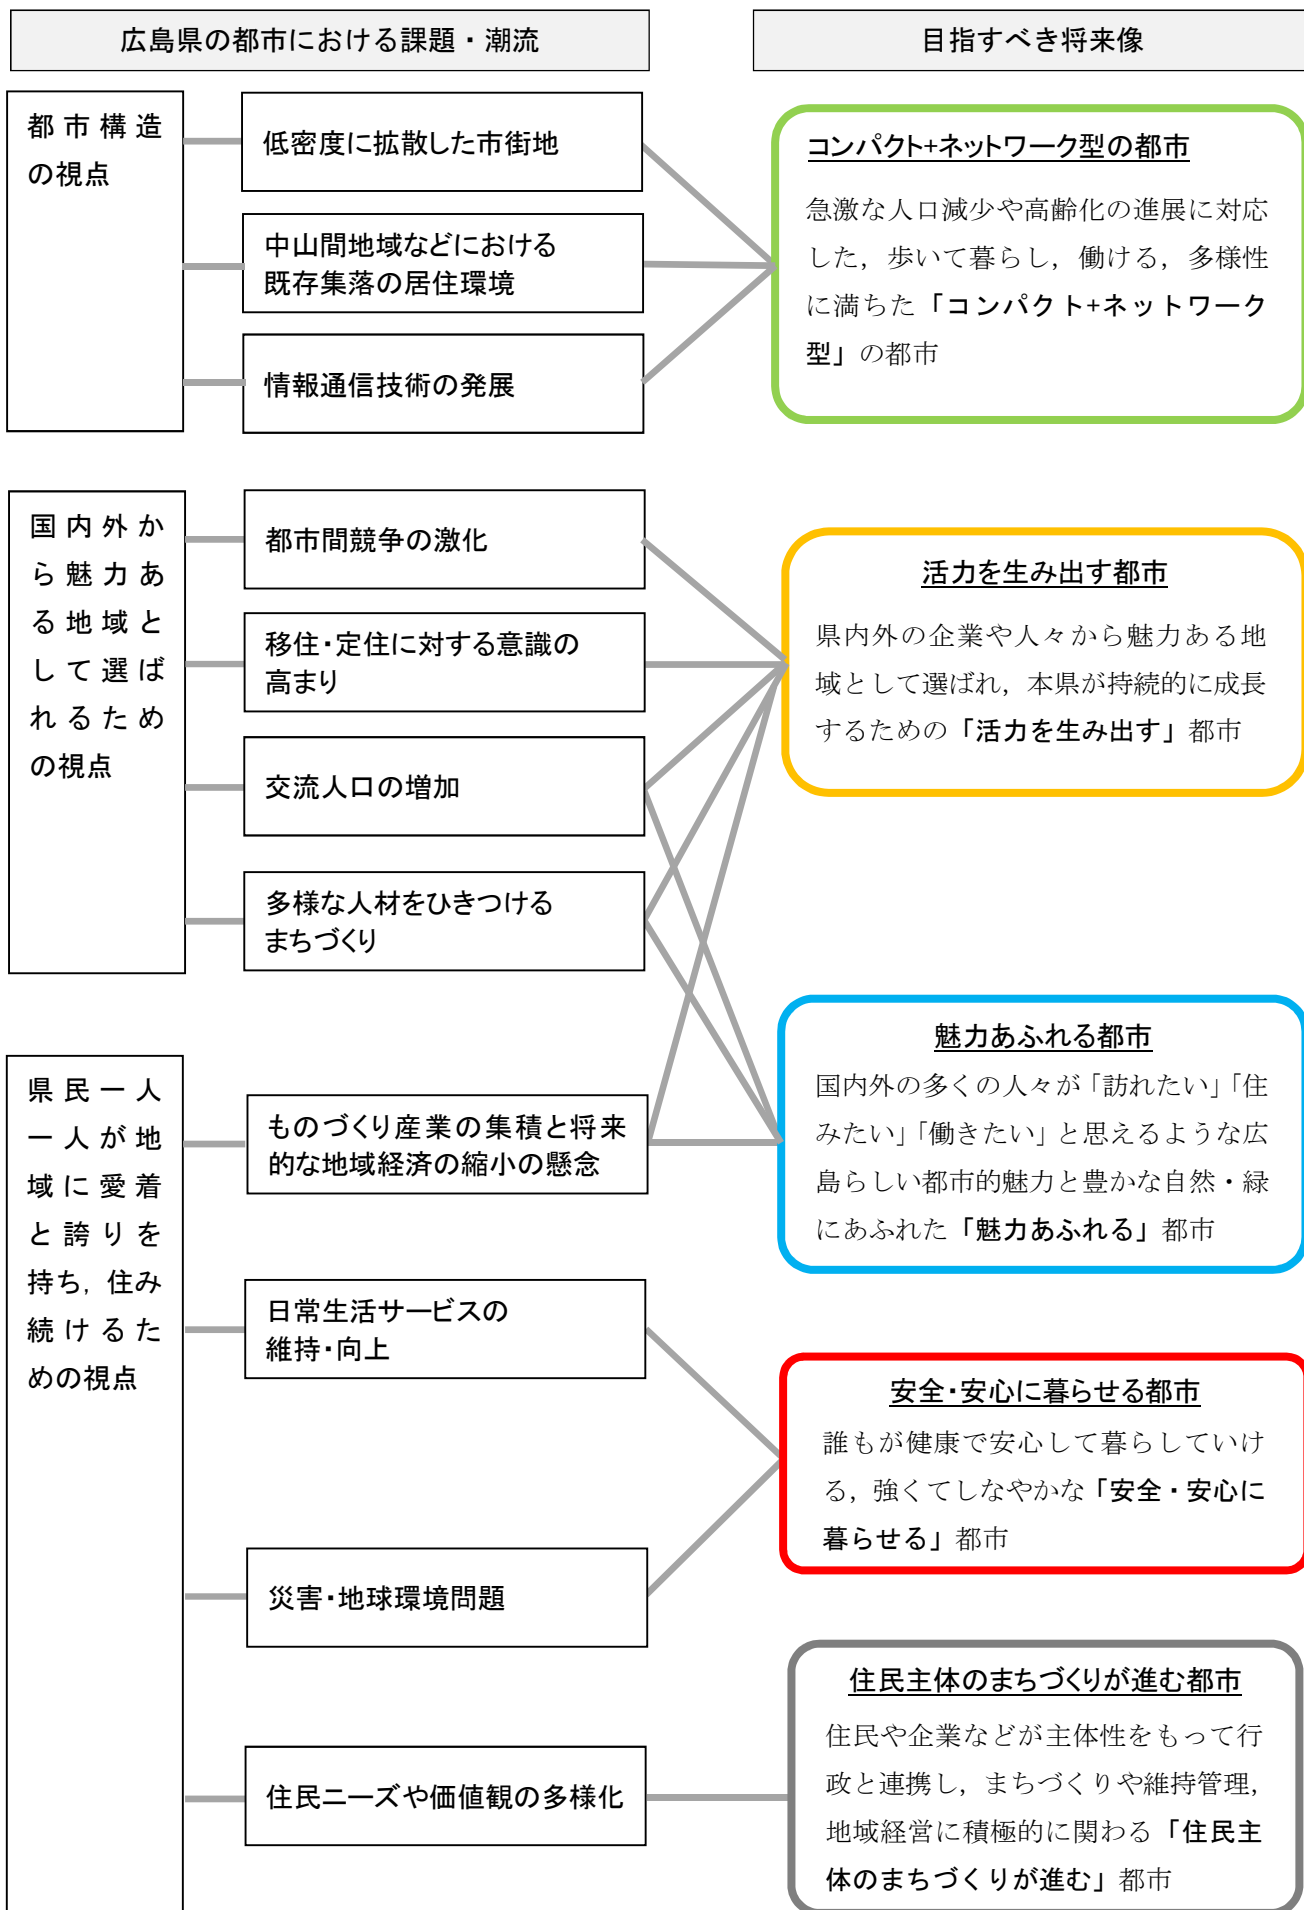 広島県の都市における課題・潮流
目指すべき将来像
都市構造
の視点
低密度に拡散した市街地
中山間地域などにおける
既存集落の居住環境
情報通信技術の発展
コンパクト+ネットワーク型の都市
急激な人口減少や高齢化の進展に対応
した，歩いて暮らし，働ける，多様性
に満ちた「コンパクト+ネットワーク
型」の都市
国内外か
ら魅力あ
る地域と
して選ば
れるため
の視点
都市間競争の激化
移住・定住に対する意識の
高まり
交流人口の増加
多様な人材をひきつける
まちづくり
活力を生み出す都市
県内外の企業や人々から魅力ある地
域として選ばれ，本県が持続的に成長
するための「活力を生み出す」都市
魅力あふれる都市
国内外の多くの人々が「訪れたい」「住
みたい」「働きたい」と思えるような広
島らしい都市的魅力と豊かな自然・緑
にあふれた「魅力あふれる」都市
県民一人
一人が地
域に愛着
と誇りを
持ち，住み
続けるた
めの視点
ものづくり産業の集積と将来
的な地域経済の縮小の懸念
日常生活サービスの
維持・向上
災害・地球環境問題
住民ニーズや価値観の多様化
安全・安心に暮らせる都市
誰もが健康で安心して暮らしていけ
る，強くてしなやかな「安全・安心に
暮らせる」都市
住民主体のまちづくりが進む都市
住民や企業などが主体性をもって行
政と連携し，まちづくりや維持管理，
地域経営に積極的に関わる「住民主
体のまちづくりが進む」都市